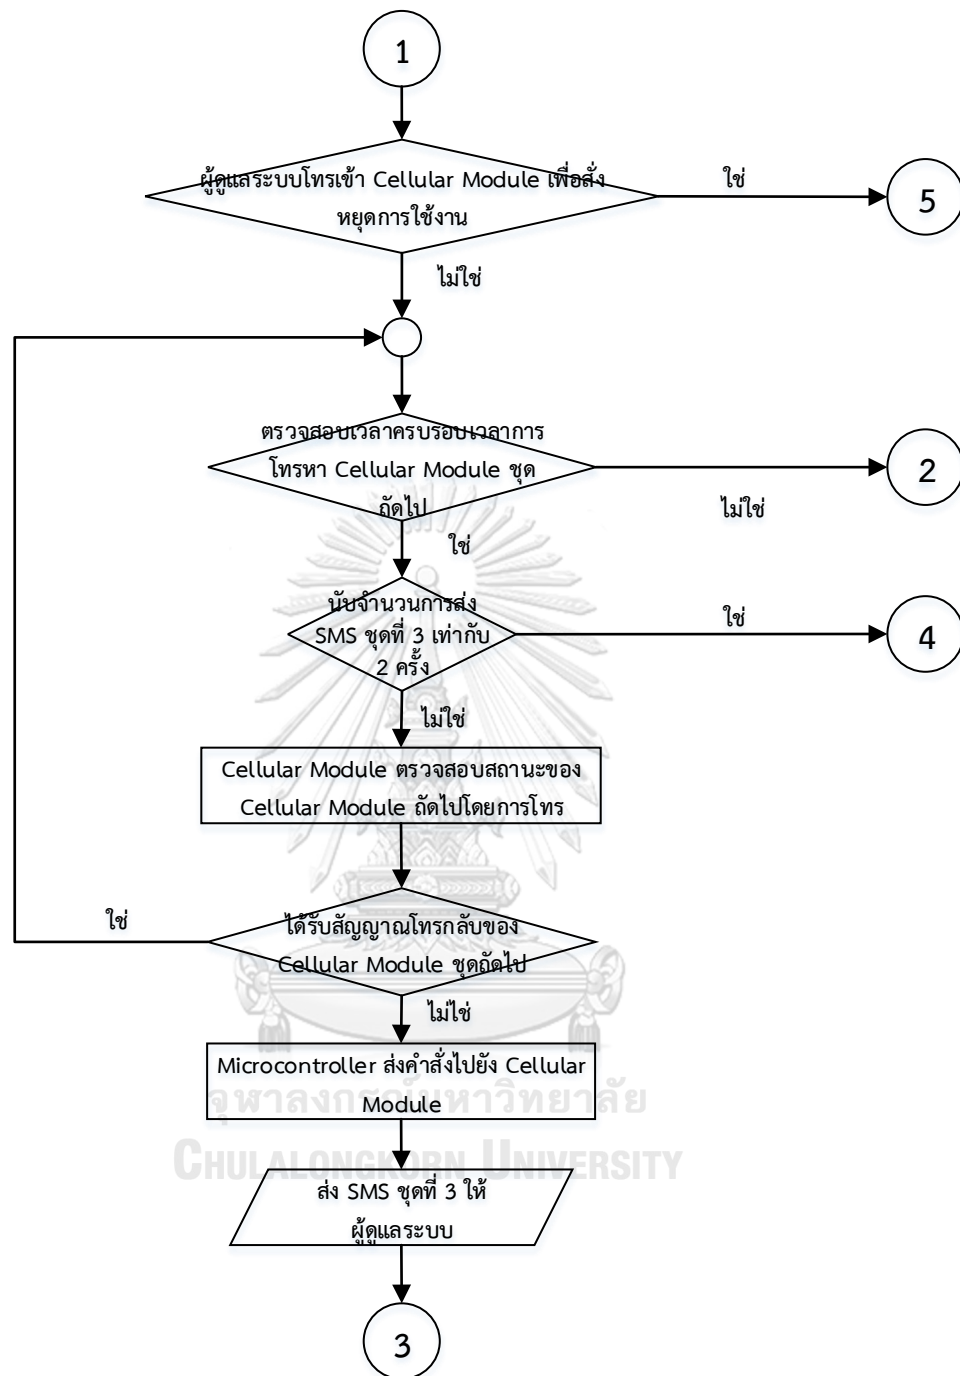 1
ผู้ดูแลระบบโทรเข้า Cellular Module เพื่อสั่ง
หยุดการใช้งาน
ใช่
5
ไม่ใช่
ตรวจสอบเวลาครบรอบเวลาการ
โทรหา Cellular Module ชุด
ถัดไป
ไม่ใช่
2
ใช่
นับจำนวนการส่ง
SMS ชุดที่ 3 เท่ากับ
2 ครั้ง
ใช่
4
ไม่ใช่
Cellular Module ตรวจสอบสถานะของ
Cellular Module ถัดไปโดยการโทร
ใช่
ได้รับสัญญาณโทรกลับของ
Cellular Module ชุดถัดไป
ไม่ไช่
Microcontroller ส่งคำสั่งไปยัง Cellular
Module
จุฬาลงกรณ์มหาวิทยาลัย
CHULALONGKORN UNIVERSITY
ส่ง SMS ชุดที่ 3 ให้
ผู้ดูแลระบบ
3